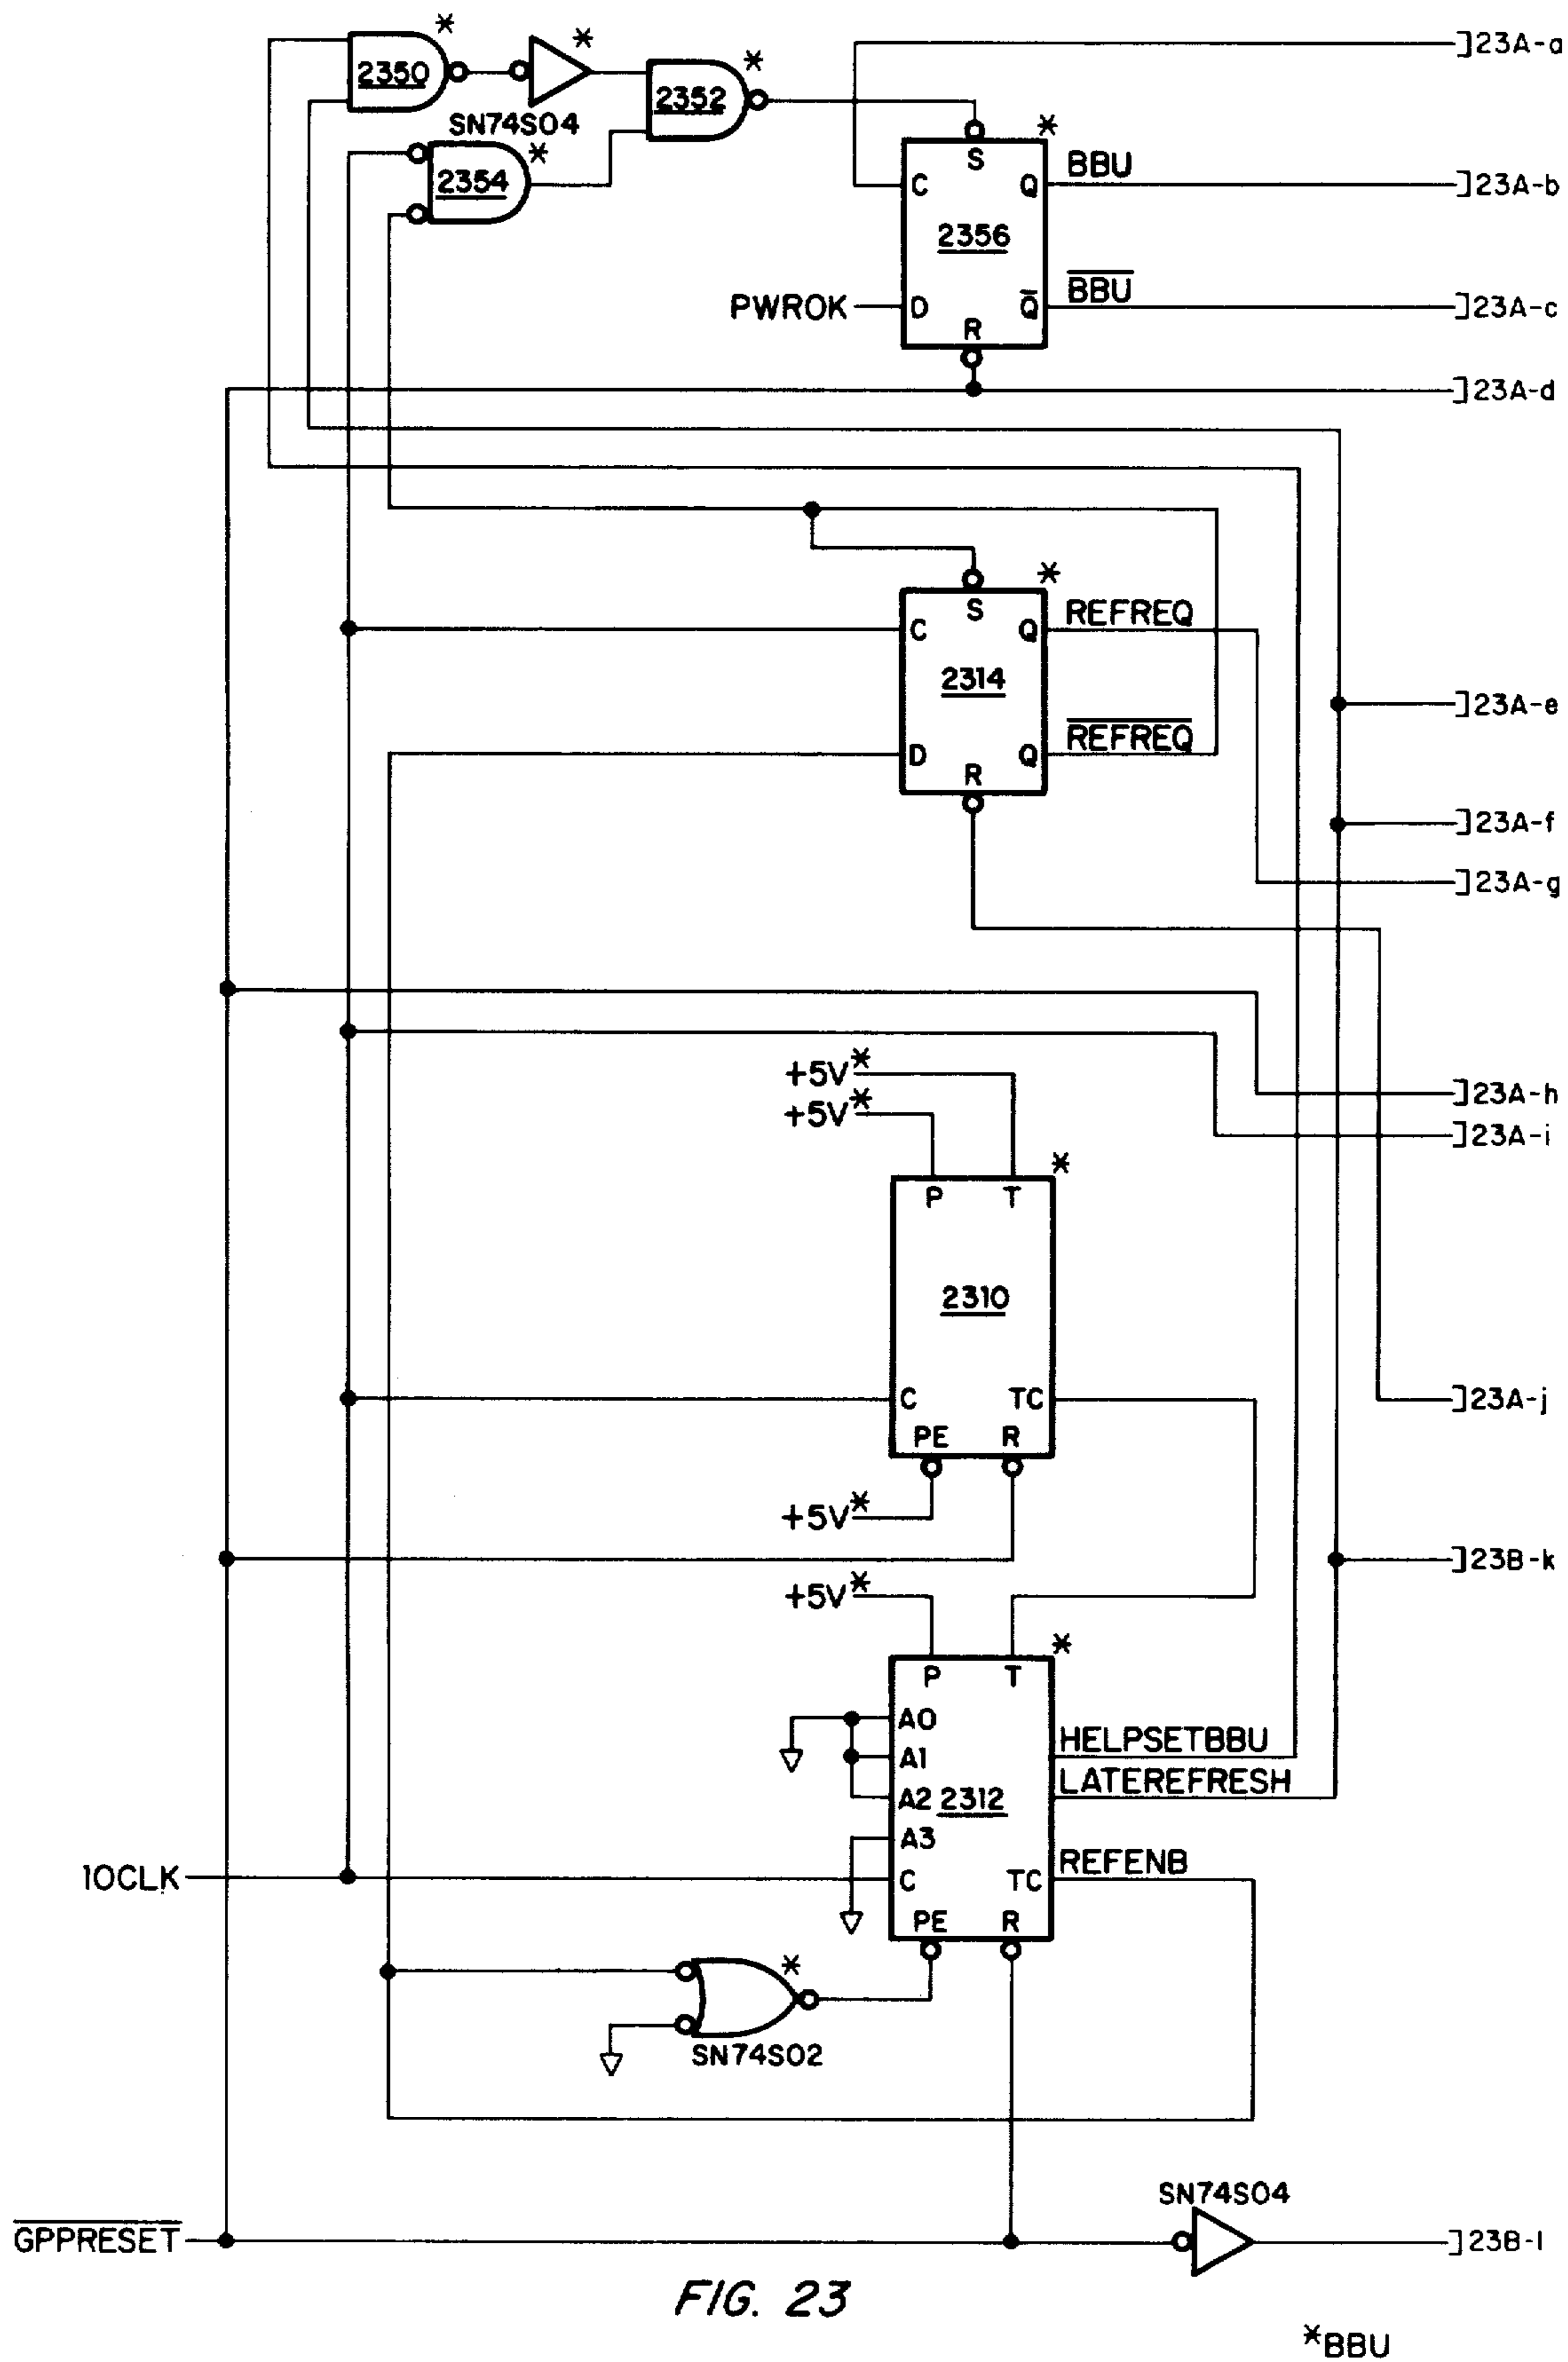 *
*
]23A-a
2350
2352
*
SN74S04
*
*
2354
S
BBU
C
Q
]23A-b
2356
BBU
PWROK
D
Q
]23A-c
R
]23A-d
*
S
REFREQ
C
Q
2314
]23A-e
REFREQ
D
Q
R
]23A-f
]23A-g
+5V*
]23A-h
+5V*
]23A-i
*
P T
2310
C TC
]23A-j
PE R
+5V*
]23B-k
+5V*
*
P T
A0
HELPSETBBU
A1
LATEREFRESH
A2 2312
A3
REFENB
10CLK
C TC
PE R
*
SN74S02
SN74S04
GPPRESET
]23B-l
FIG. 23
*BBU